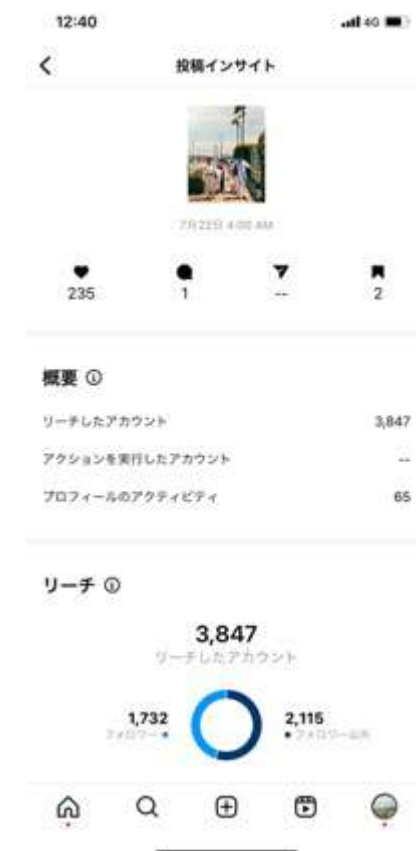 12:40
4G
投稿インサイト
7月22日 4:00 AM
235
1
--
2
概要
リーチしたアカウント
3,847
アクションを実行したアカウント
--
プロフィールのアクティビティ
65
リーチ
3,847
リーチしたアカウント
1,732
フォロワー
2,115
フォロワー以外